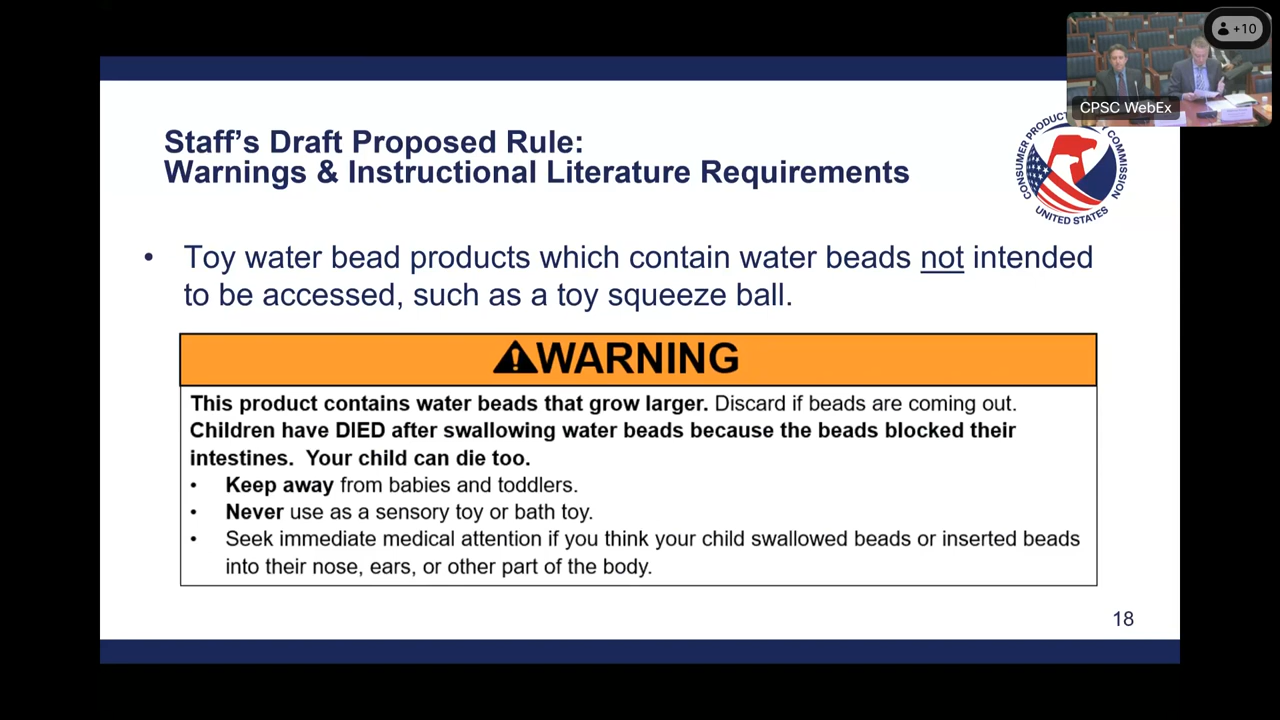 +10
CPSC WebEx
Staff's Draft Proposed Rule:
Warnings & Instructional Literature Requirements
CONSUMER PRODUCT COMMISSION
UNITED STATES
• Toy water bead products which contain water beads not intended
to be accessed, such as a toy squeeze ball.
WARNING
This product contains water beads that grow larger. Discard if beads are coming out.
Children have DIED after swallowing water beads because the beads blocked their
intestines. Your child can die too.
• Keep away from babies and toddlers.
• Never use as a sensory toy or bath toy.
• Seek immediate medical attention if you think your child swallowed beads or inserted beads
into their nose, ears, or other part of the body.
18